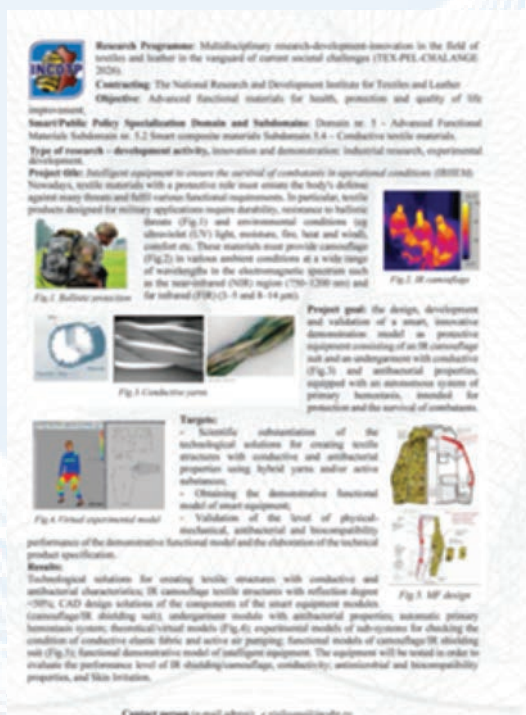 Research Programme: Multidisciplinary research-development-innovation in the field of
textiles and leather in the vanguard of current societal challenges (TEX-PEL-CHALANGE
2026)
INCDTP
Contracting: The National Research and Development Institute for Textiles and Leather
Objective: Advanced functional materials for health, protection and quality of life
improvement;
Smart/Public Policy Specialization Domain and Subdomains: Domain nr. 5 – Advanced Functional
Materials Subdomain nr. 5.2 Smart composite materials Subdomain 5.4 – Conductive textile materials.
Type of research – development activity, innovation and demonstration: industrial research, experimental
development.
Project title: Intelligent equipment to ensure the survival of combatants in operational conditions
Nowadays, textile materials with a protective role must ensure the body's defense
against many threats and fulfil various functional requirements. In particular, textile
products designed for military applications require durability, resistance to ballistic
threats (Fig.1) and environmental conditions (eg
ultraviolet (UV) light, moisture, fire, heat and wind),
comfort etc. These materials must provide camouflage
(Fig.2) in various ambient conditions at a wide range
of wavelengths in the electromagnetic spectrum such
as the near-infrared (NIR) region (750–1200 nm) and
far infrared (FIR) (3–5 and 8–14 μm).
Fig.1. Ballistic protection
Fig.2. IR camouflage
Project goal: the design, development
and validation of a smart, innovative
demonstration model as protective
equipment consisting of an IR camouflage
suit and an undergarment with conductive
(Fig.3) and antibacterial properties,
equipped with an autonomous system of
primary hemostasis, intended for
protection and the survival of combatants.
Fig.3.Conductive yarns
Targets:
- Scientific substantiation of the
technological solutions for creating textile
structures with conductive and antibacterial
properties using hybrid yarns and/or active
substances;
- Obtaining the demonstrative functional
model of smart equipment;
- Validation of the level of physical-
mechanical, antibacterial and biocompatibility
performance of the demonstrative functional model and the elaboration of the technical
product specification.
Fig.4.Virtual experimental model
Fig.5. MF design
Results:
Technological solutions for creating textile structures with conductive and
antibacterial characteristics; IR camouflage textile structures with reflection degree
<50%; CAD design solutions of the components of the smart equipment modules
(camouflage/IR shielding suit); undergarment module with antibacterial properties; automatic primary
hemostasis system; theoretical/virtual models (Fig.4); experimental models of sub-systems for checking the
condition of conductive elastic fabric and active air pumping; functional models of camouflage/IR shielding
suit (Fig.5); functional demonstrative model of intelligent equipment. The equipment will be tested in order to
evaluate the performance level of IR shielding/camouflage, conductivity; antimicrobial and biocompatibility
properties, and Skin Irritation.
Contact person